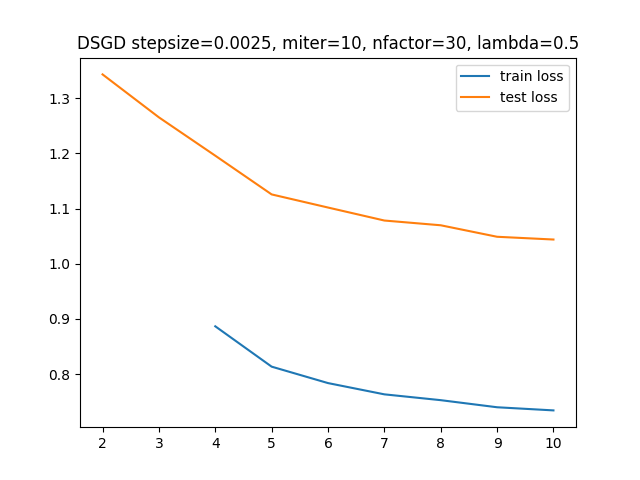 DSGD stepsize=0.0025, miter=10, nfactor=30, lambda=0.5
train loss
test loss
1.3
1.2
1.1
1.0
0.9
0.8
2 3 4 5 6 7 8 9 10